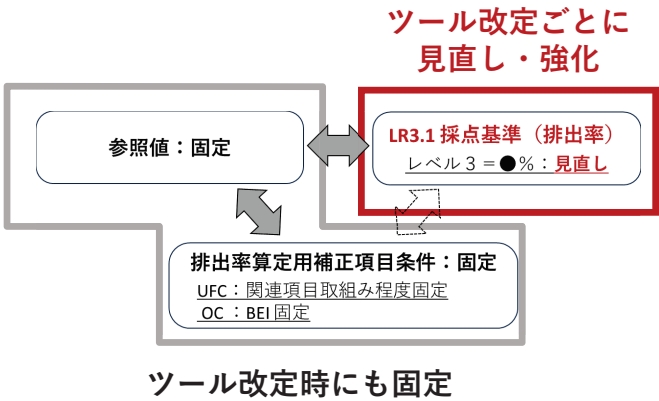 ツール改定ごとに
見直し・強化
参照値：固定
LR3.1 採点基準（排出率）
レベル３＝●％：見直し
排出率算定用補正項目条件：固定
UFC：関連項目取組み程度固定
OC ：BEI 固定
ツール改定時にも固定